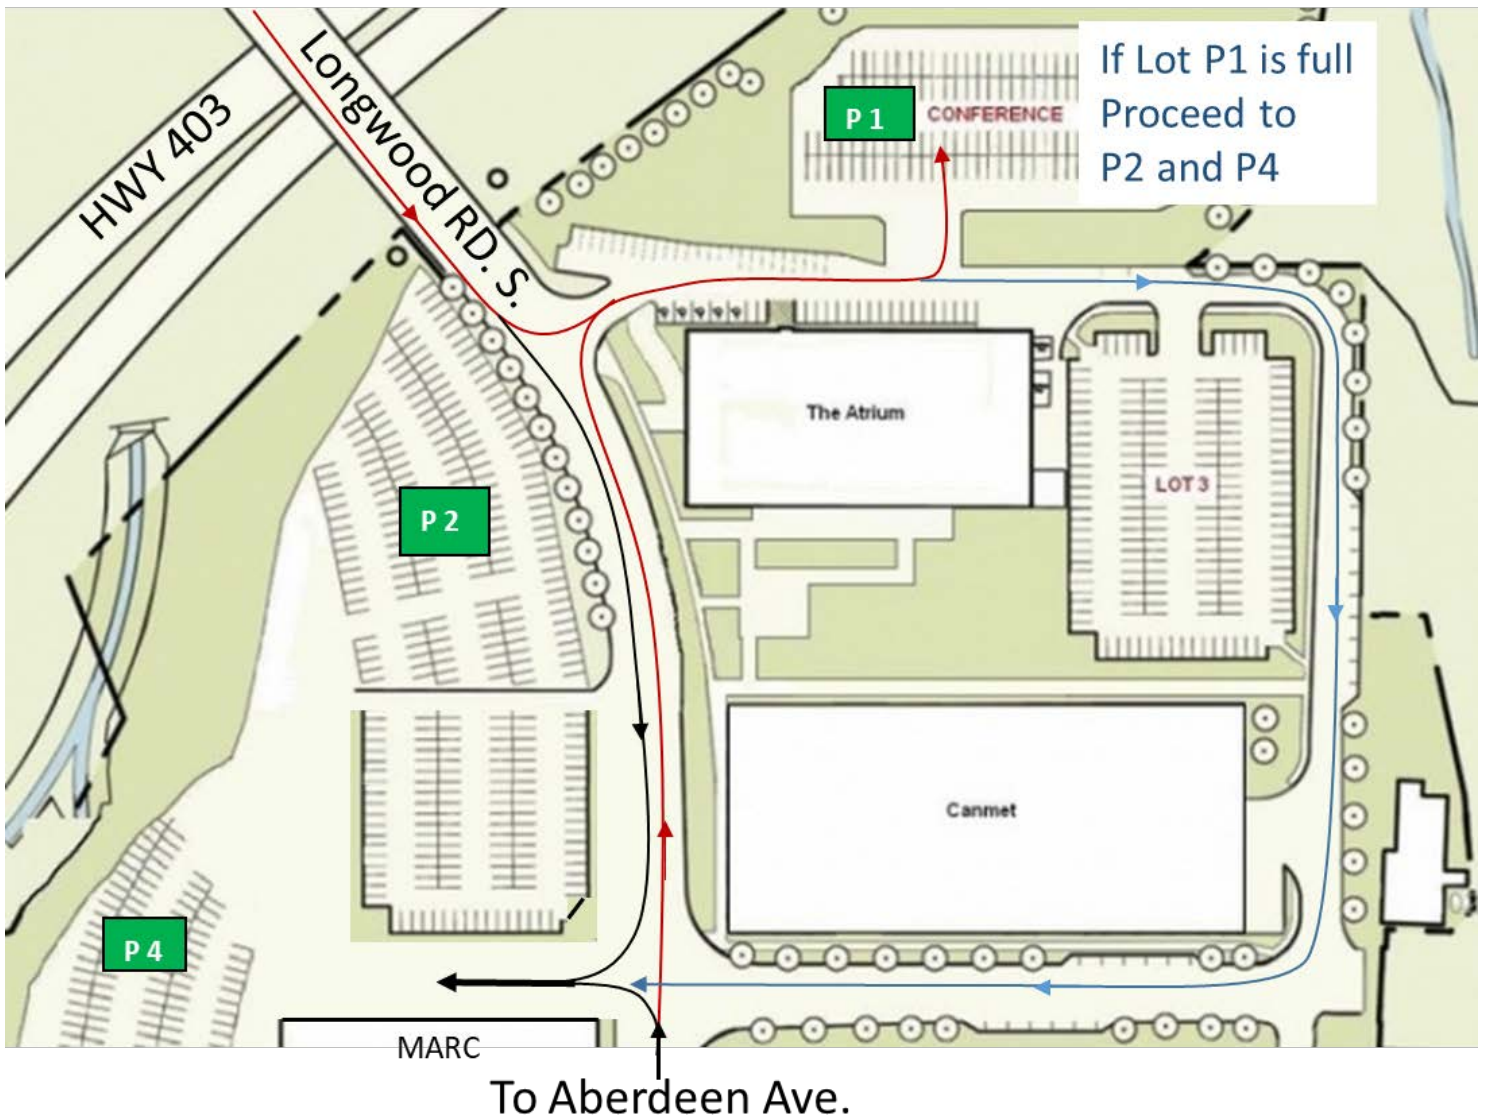 Longwood RD. S.
HWY 403
P 1
CONFERENCE
If Lot P1 is full
Proceed to
P2 and P4
The Atrium
LOT 3
P 2
Canmet
P 4
MARC
To Aberdeen Ave.